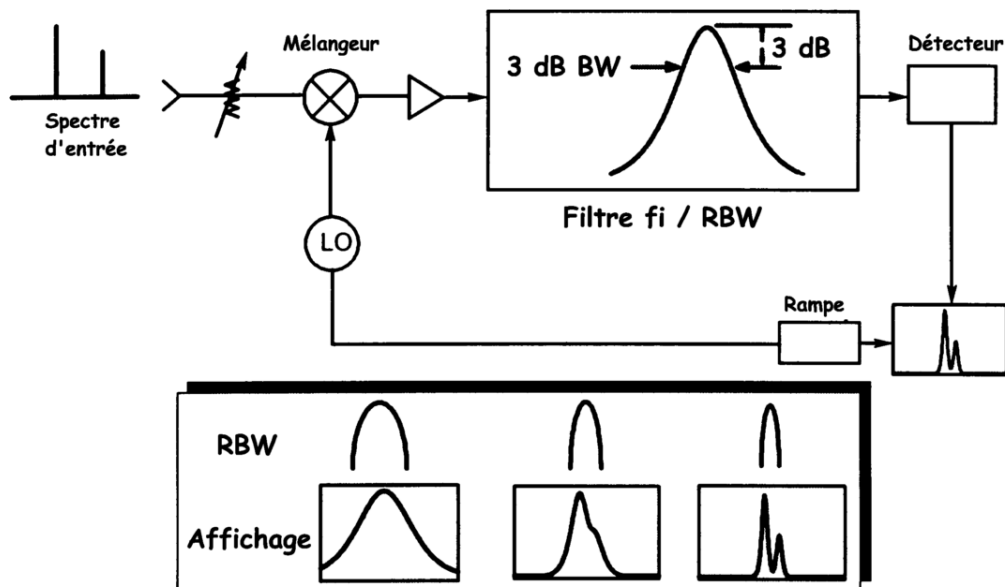 Mélangeur
3 dB
3 dB BW
Détecteur
Spectre
d'entrée
Filtre fi / RBW
LO
Rampe
RBW
Affichage